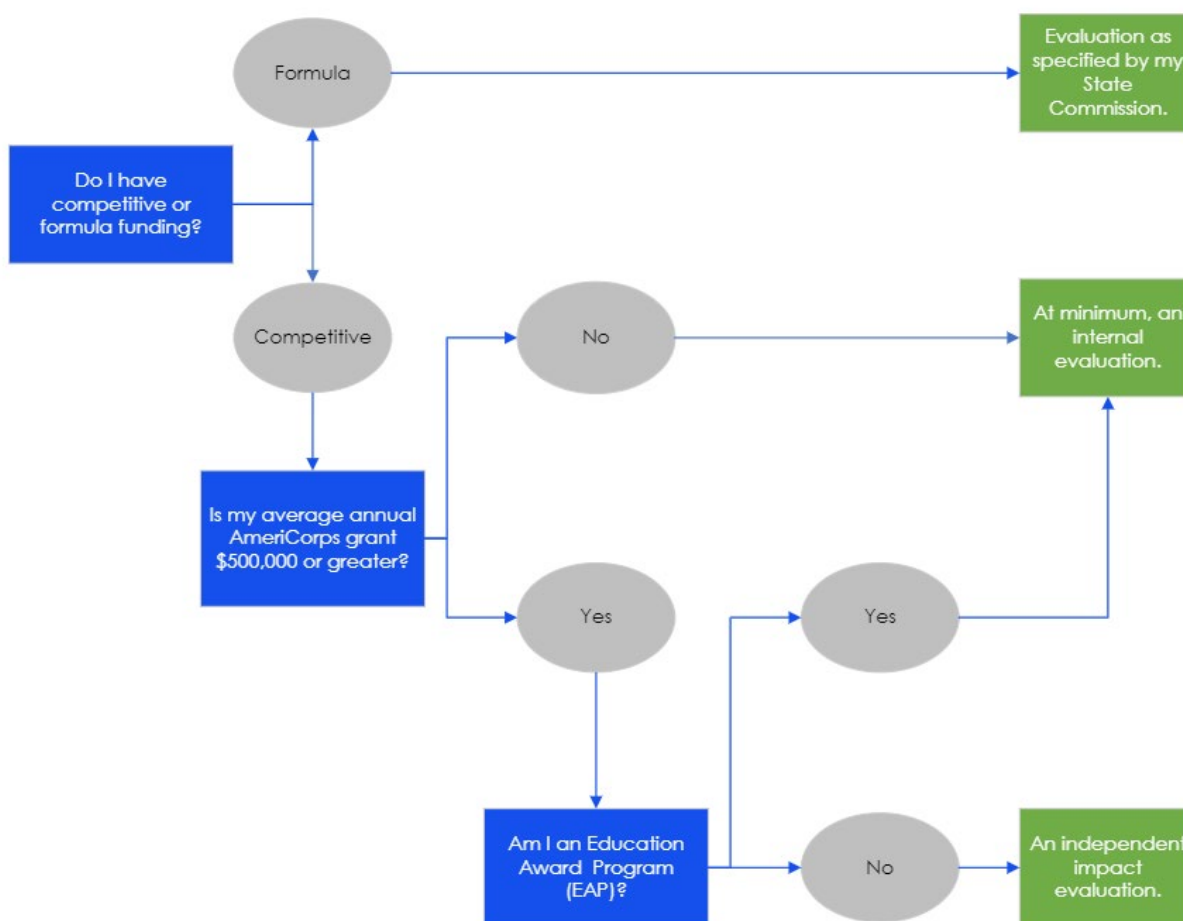 Formula
Evaluation as
specified by my
State
Commission.
Do I have
competitive or
formula funding?
Competitive
No
At minimum, an
internal
evaluation.
Is my average annual
AmeriCorps grant
$500,000 or greater?
Yes
Yes
Am I an Education
Award Program
(EAP)?
No
An independent
impact
evaluation.